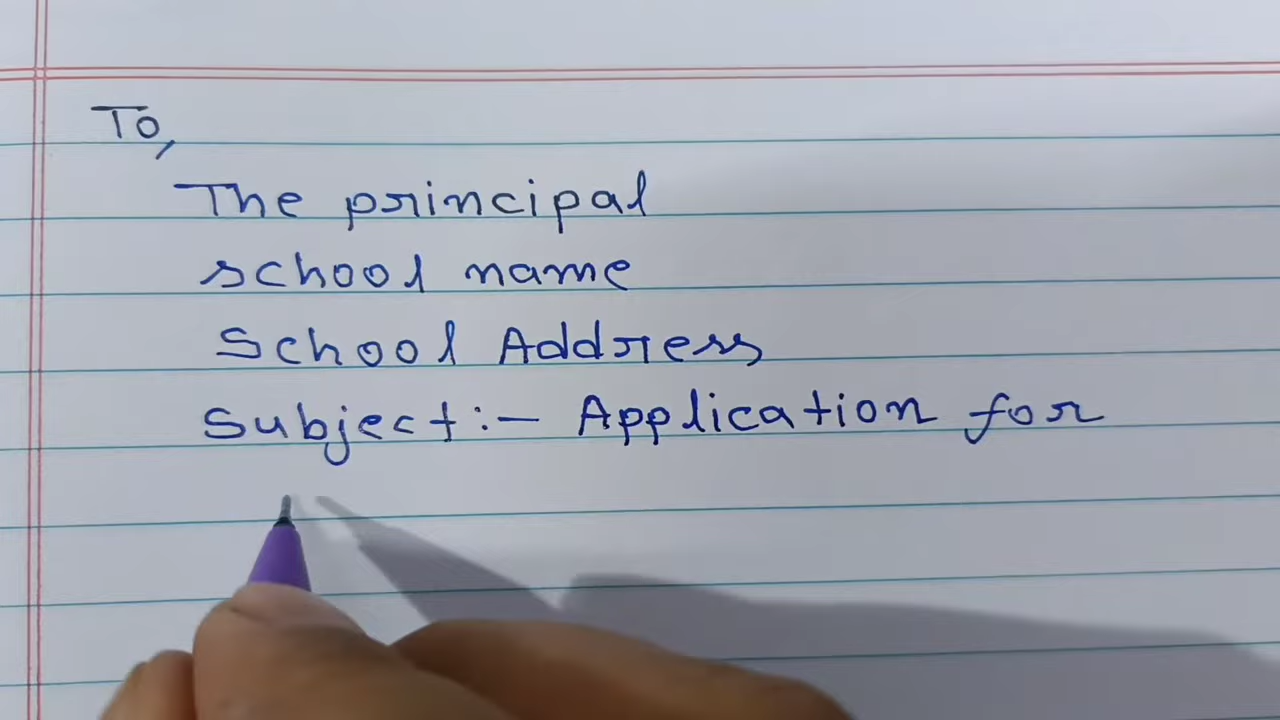 To,
The principal
school name
School Address
Subject:- Application for